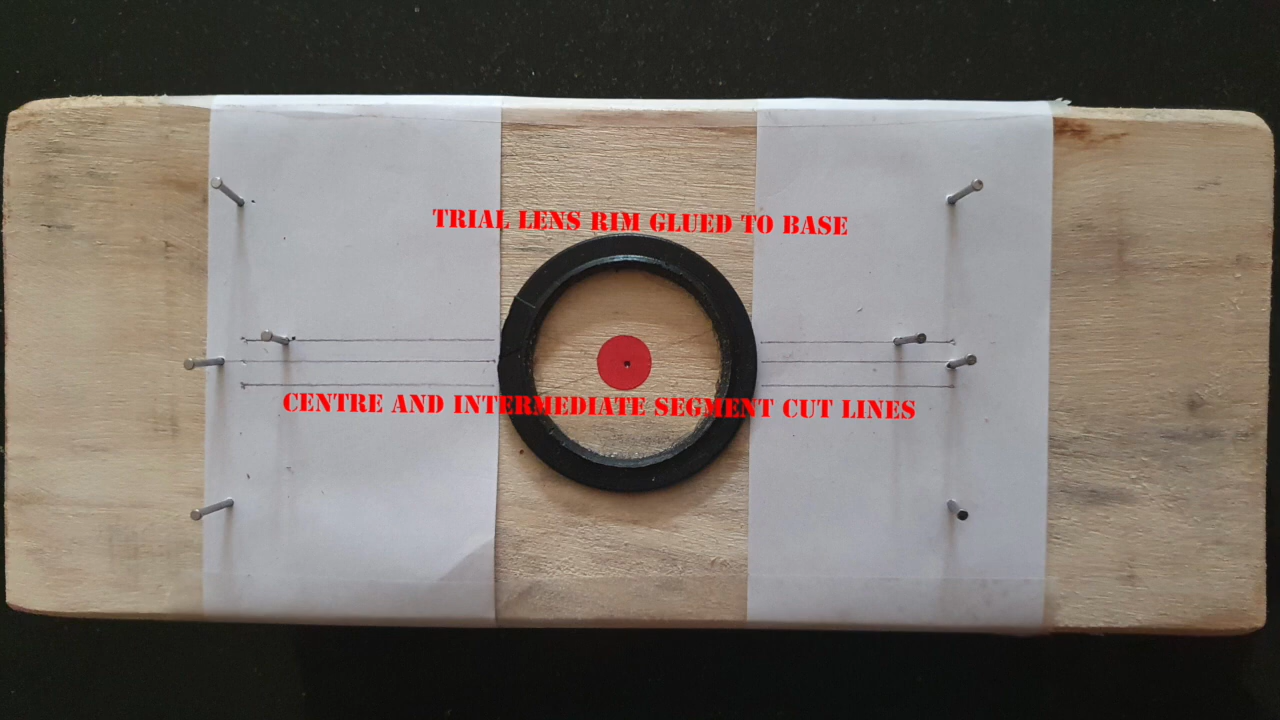 TRIAL LENS RIM GLUED TO BASE
CENTRE AND INTERMEDIATE SEGMENT CUT LINES